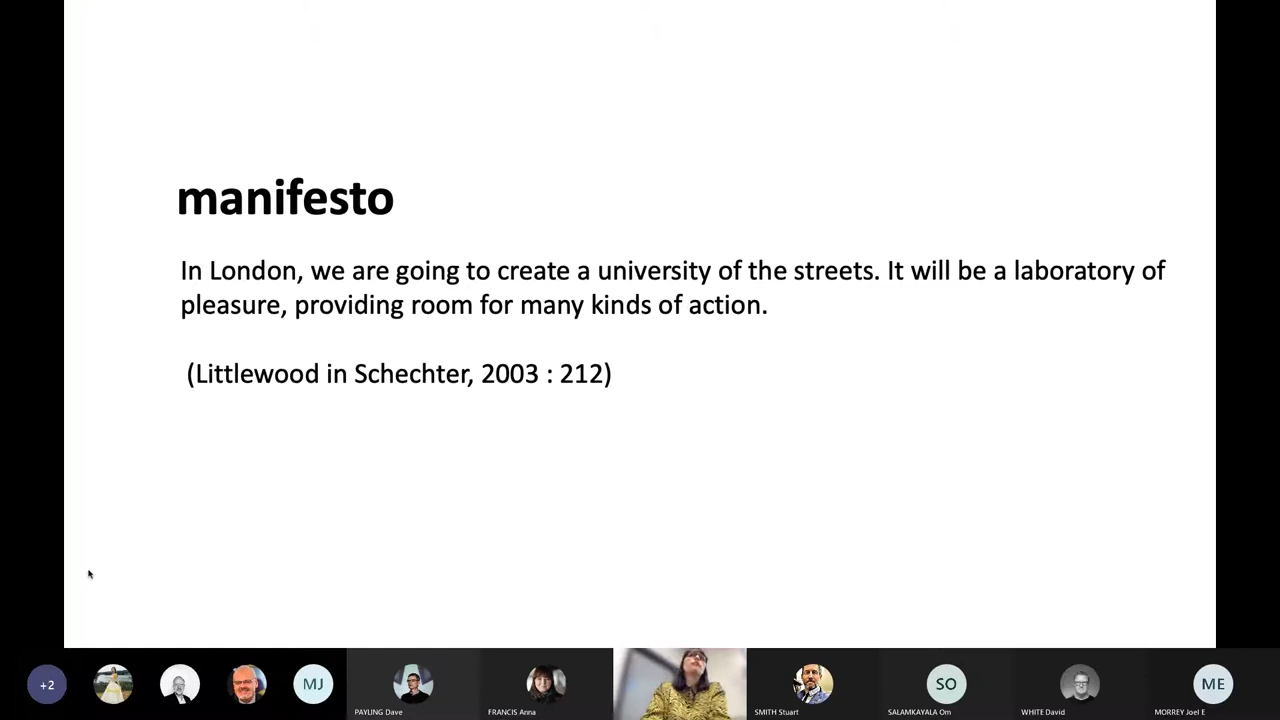 manifesto
In London, we are going to create a university of the streets. It will be a laboratory of
pleasure, providing room for many kinds of action.
(Littlewood in Schechter, 2003 : 212)
+2
MJ
SO
ME
PAYLING Dave
FRANCIS Anna
SMITH Stuart
SALAMKAYALA Om
WHITE David
MORREY Joel E